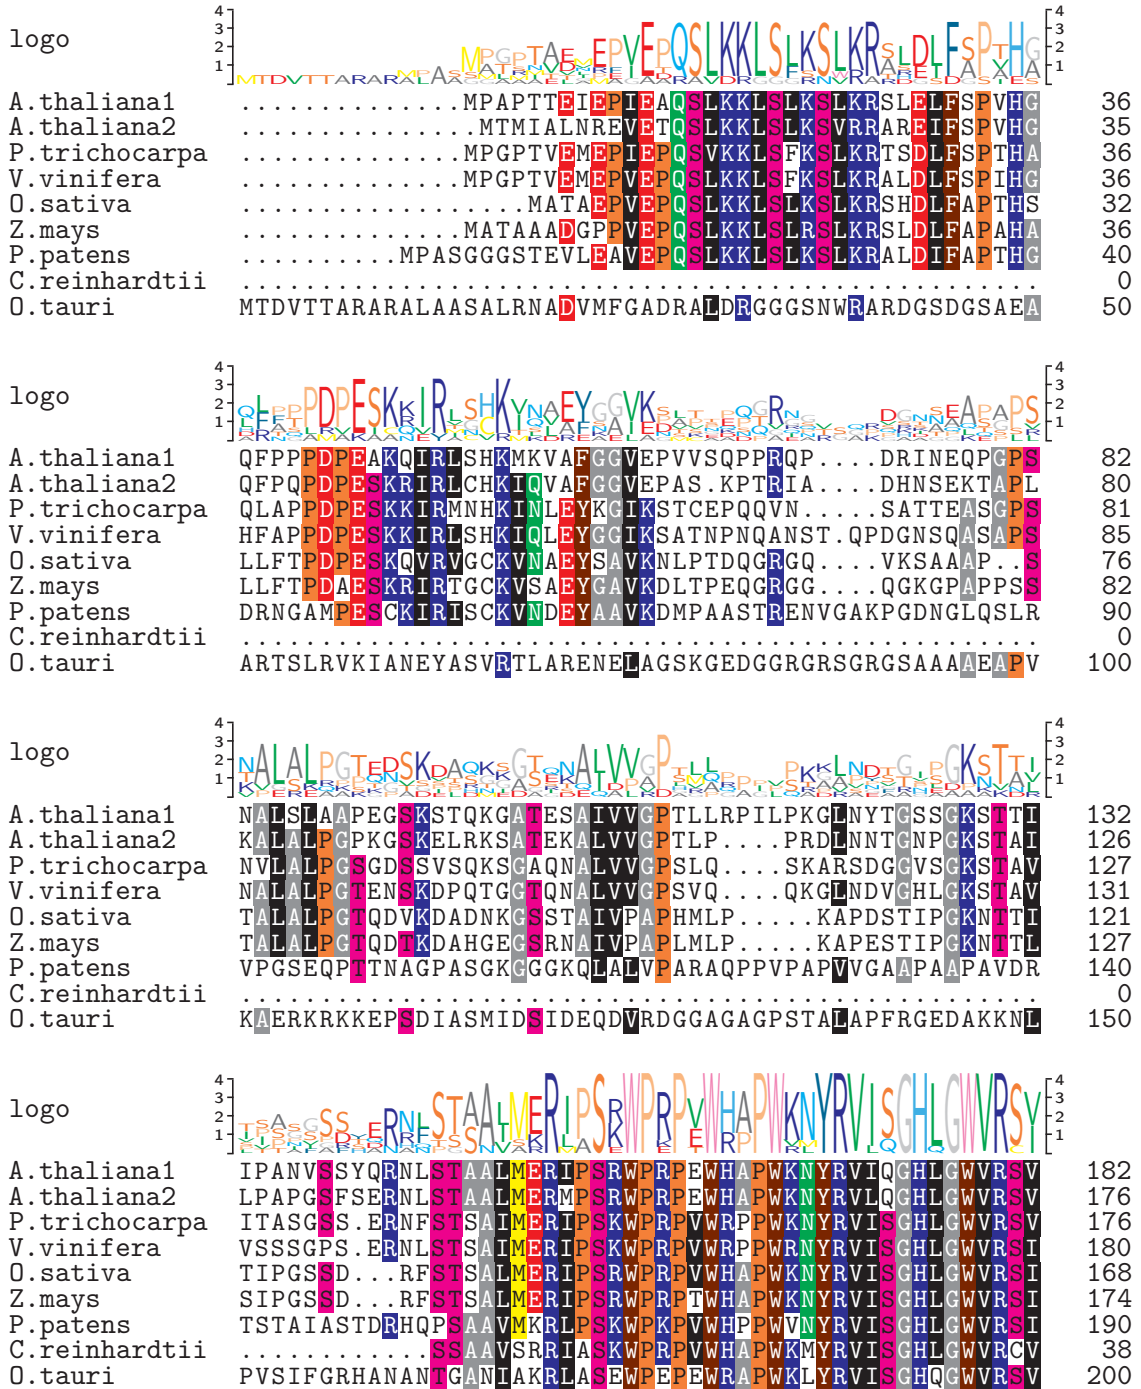 logo
A.thaliana1 ..............MPAPTTEIEPIEAQSLKKLSLKSLKRSLELFSPVHG 36
A.thaliana2 ...............MTMIALNREVETQSLKKLSLKSVRRAREIFSPVHG 35
P.trichocarpa ..............MPGPTVEMEPIEPQSVKKLSFKSLKRTSDLFSPTHA 36
V.vinifera ..............MPGPTVEMEPVEPQSLKKLSFKSLKRALDLFSPIHG 36
O.sativa ..................MATAEPVEPQSLKKLSLKSLKRSHDLFAPTHS 32
Z.mays ..............MATAAADGPPVEPQSLKKLSLRSLKRSLDLFAPAHA 36
P.patens ..........MPASGGGSTEVLEAVEPQSLKKLSLKSLKRALDIFAPTHG 40
C.reinhardtii .................................................. 0
O.tauri MTDVTTARARALAASALRNADVMFGADRALDRGGGSNWRARDGSDGSAEA 50
logo
A.thaliana1 QFPPPDPEAKQIRLSHKMKVAFGGVEPVVSQPPRQP....DRINEQPGPS 82
A.thaliana2 QFPQPDPESKRIRLCHKIQVAFGGVEPAS.KPTRIA....DHNSEKTAPL 80
P.trichocarpa QLAPPDPESKKIRMNHKINLEYKGIKSTCEPQQVN.....SATTEASGPS 81
V.vinifera HFAPPDPESKKIRLSHKIQLEYGGIKSATNPNQANST.QPDGNSQASAPS 85
O.sativa LLFTPDPESKQVRVGCKVNAEYSAVKNLPTDQGRGQ...VKSAAAP..S 76
Z.mays LLFTPDAESKRIRTGCKVSAEYGAVKDLTPEQGRGG...QGKGPAPPSS 82
P.patens DRNGAMPESCKIRISCKVNDEYAAVKDMPAASTRENVGAKPGDNGLQSLR 90
C.reinhardtii .................................................. 0
O.tauri ARTSLRVKIANEYASVRTLARENELAGSKGEDGGRGRSGRGSAAAAEAPV 100
logo
A.thaliana1 NALSLAAPEGSKSTQKGATESAIVVGPTLLRPILPKGLNYTGSSGKSTTI 132
A.thaliana2 KALALPGPKGSKELRKSATEKALVVGPTLP....PRDLNNTGNPGKSTAI 126
P.trichocarpa NVLALPGSGDSSVSQKSGAQNALVVGPSLQ....SKARSDGGVSGKSTAV 127
V.vinifera NALALPGTENSKDPQTGGTQNALVVGPSVQ....QKGLNDVGHLGKSTAV 131
O.sativa TALALPGTQDVKDADNKGSSTAIVPAPHMLP.....KAPDSTIPGKNTTI 121
Z.mays TALALPGTQDTKDAHGEGSRNAIVPAPLMLP.....KAPESTIPGKNTTL 127
P.patens VPGSEQPTTNAGPASGKGGGKQLALVPARAQPPVPAPVVGAAPAAPAVDR 140
C.reinhardtii .................................................. 0
O.tauri KAERKRKKEPSDIASMIDSIDEQDVRDGGAGAGPSTALAPFRGEDAKKNL 150
logo
A.thaliana1 IPANVSSYQRNLSTAALMERIPSRWPRPEWHAPWKNYRVIQGHLGWVRSV 182
A.thaliana2 LPAPGSFSERNLSTAALMERMPSRWPRPEWHAPWKNYRVLQGHLGWVRSV 176
P.trichocarpa ITASGSS.ERNFSTSAIMERIPSKWPRPVWRPPWKNYRVISGHLGWVRSV 176
V.vinifera VSSSGPS.ERNLSTSAIMERIPSKWPRPVWRPPWRNYRVISGHLGWVRSI 180
O.sativa TIPGSSD...RFSTSALMERIPSRWPRPVWHAPWKNYRVISGHLGWVRSI 168
Z.mays SIPGSSD...RFSTSALMERIPSRWPRPTWHAPWKNYRVISGHLGWVRSI 174
P.patens TSTAIASTDRHQPSAAVMKRLPSKWPKPVWHPPWVNYRVISGHLGWVRSI 190
C.reinhardtii ............SSAAVSRRIASKWPRPVWHAPWKMYRVISGHLGWVRCV 38
O.tauri PVSIFGRHANANTGANIAKRLASEWPEPEWRAPWKLYRVISGHQGWVRSV 200